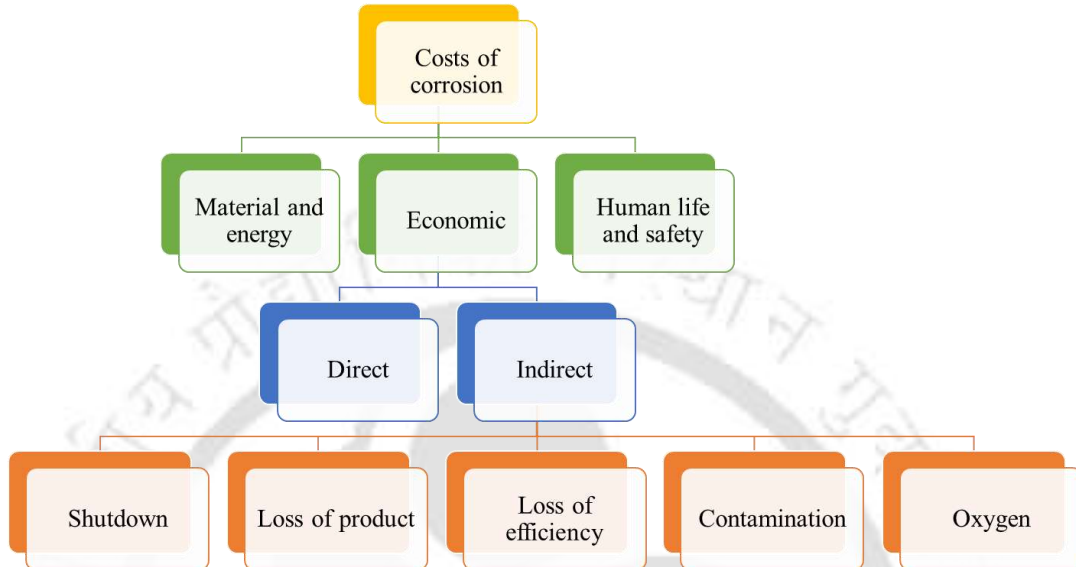 Costs of
corrosion
Material and
energy
Economic
Human life
and safety
Direct
Indirect
Shutdown
Loss of product
Loss of
efficiency
Contamination
Oxygen